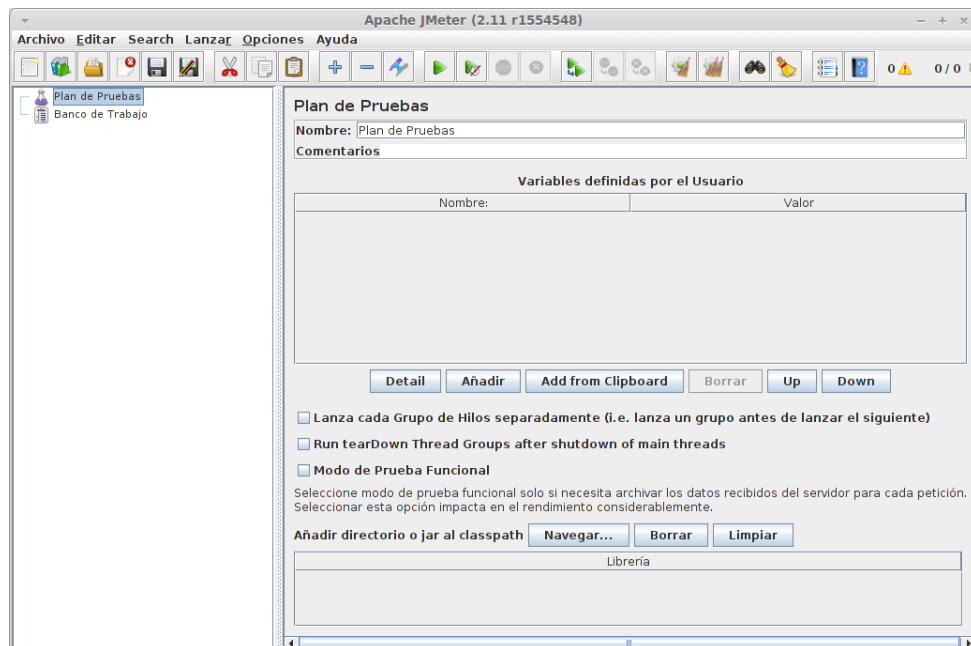 Apache JMeter (2.11 r1554548)
Archivo Editar Search Lanzar Opciones Ayuda
0 0 / 0
Plan de Pruebas
Banco de Trabajo
Plan de Pruebas
Nombre: Plan de Pruebas
Comentarios
Variables definidas por el Usuario
Nombre: Valor
Detail Añadir Add from Clipboard Borrar Up Down
Lanza cada Grupo de Hilos separadamente (i.e. lanza un grupo antes de lanzar el siguiente)
Run tearDown Thread Groups after shutdown of main threads
Modo de Prueba Funcional
Seleccione modo de prueba funcional solo si necesita archivar los datos recibidos del servidor para cada petición.
Seleccionar esta opción impacta en el rendimiento considerablemente.
Añadir directorio o jar al classpath Navegar... Borrar Limpiar
Librería